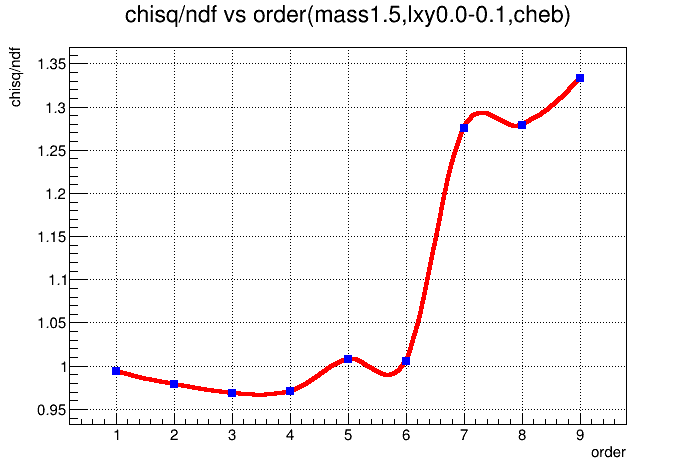 chisq/ndf vs order(mass1.5,lxy0.0-0.1,cheb)
chisq/ndf
1.35
1.3
1.25
1.2
1.15
1.1
1.05
1
0.95
1 2 3 4 5 6 7 8 9
order